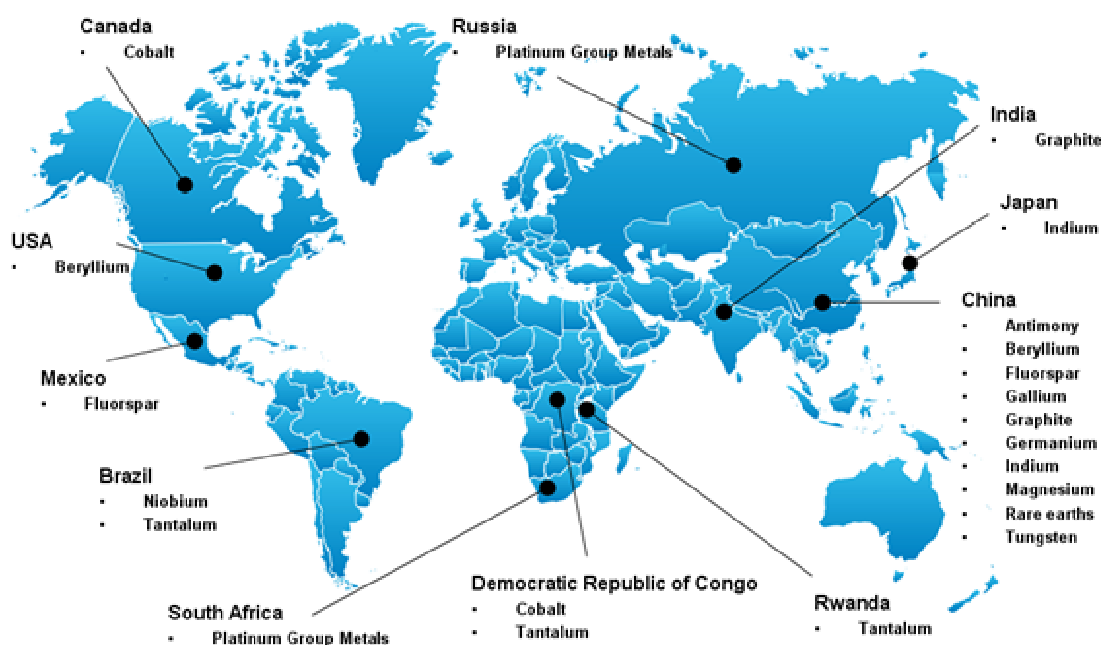 Canada
• Cobalt
Russia
• Platinum Group Metals
India
• Graphite
Japan
• Indium
USA
• Beryllium
China
• Antimony
• Beryllium
• Fluorspar
• Gallium
• Graphite
• Germanium
• Indium
• Magnesium
• Rare earths
• Tungsten
Mexico
• Fluorspar
Brazil
• Niobium
• Tantalum
South Africa
• Platinum Group Metals
Democratic Republic of Congo
• Cobalt
• Tantalum
Rwanda
• Tantalum